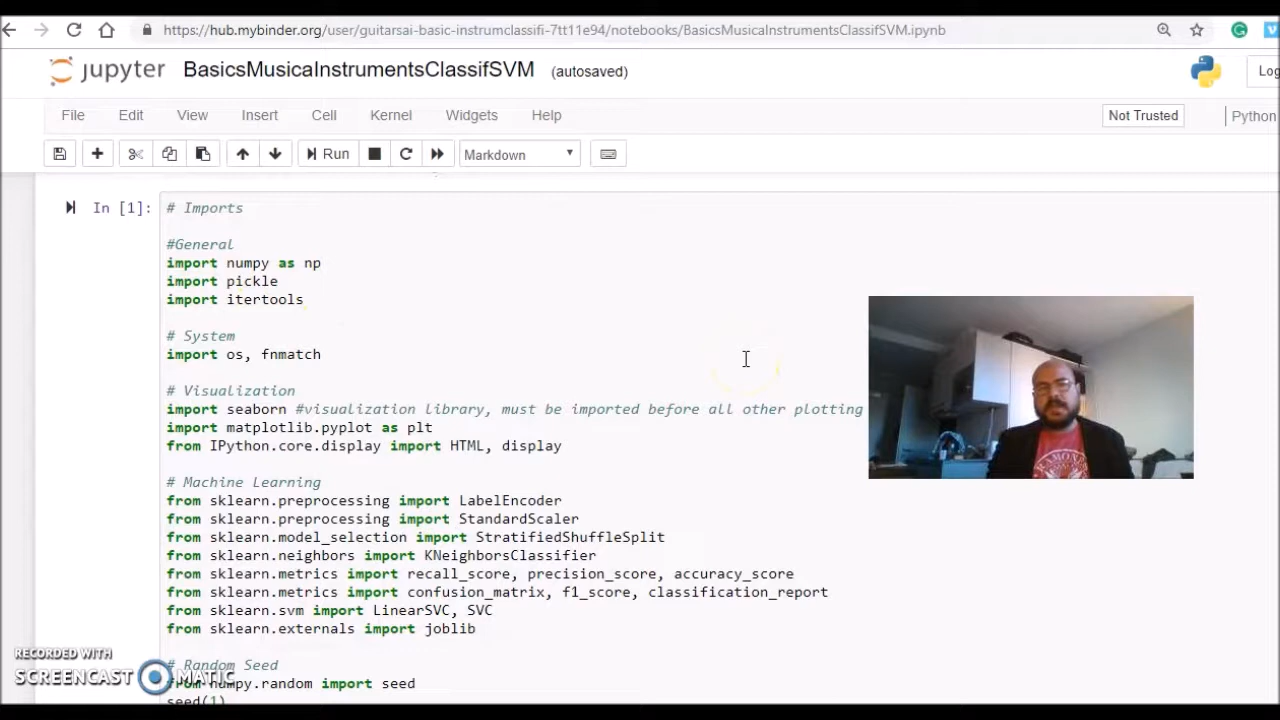 https://hub.mybinder.org/user/guitarsai-basic-instrumclassifi-7tt11e94/notebooks/BasicsMusicalnstrumentsClassifSVM.ipynb
jupyter BasicsMusicalnstrumentsClassifSVM (autosaved)
Log
File Edit View Insert Cell Kernel Widgets Help
Not Trusted
Python
Run
Markdown
In [1]:
# Imports
#General
import numpy as np
import pickle
import itertools
# System
import os, fnmatch
# Visualization
import seaborn #visualization library, must be imported before all other plotting
import matplotlib.pyplot as plt
from IPython.core.display import HTML, display
# Machine Learning
from sklearn.preprocessing import LabelEncoder
from sklearn.preprocessing import StandardScaler
from sklearn.model_selection import StratifiedShuffleSplit
from sklearn.neighbors import KNeighborsClassifier
from sklearn.metrics import recall_score, precision_score, accuracy_score
from sklearn.metrics import confusion_matrix, f1_score, classification_report
from sklearn.svm import LinearSVC, SVC
from sklearn.externals import joblib
# Random Seed
from numpy.random import seed
seed(1)
RAMONES
RECORDED WITH
SCREENCAST MATIC